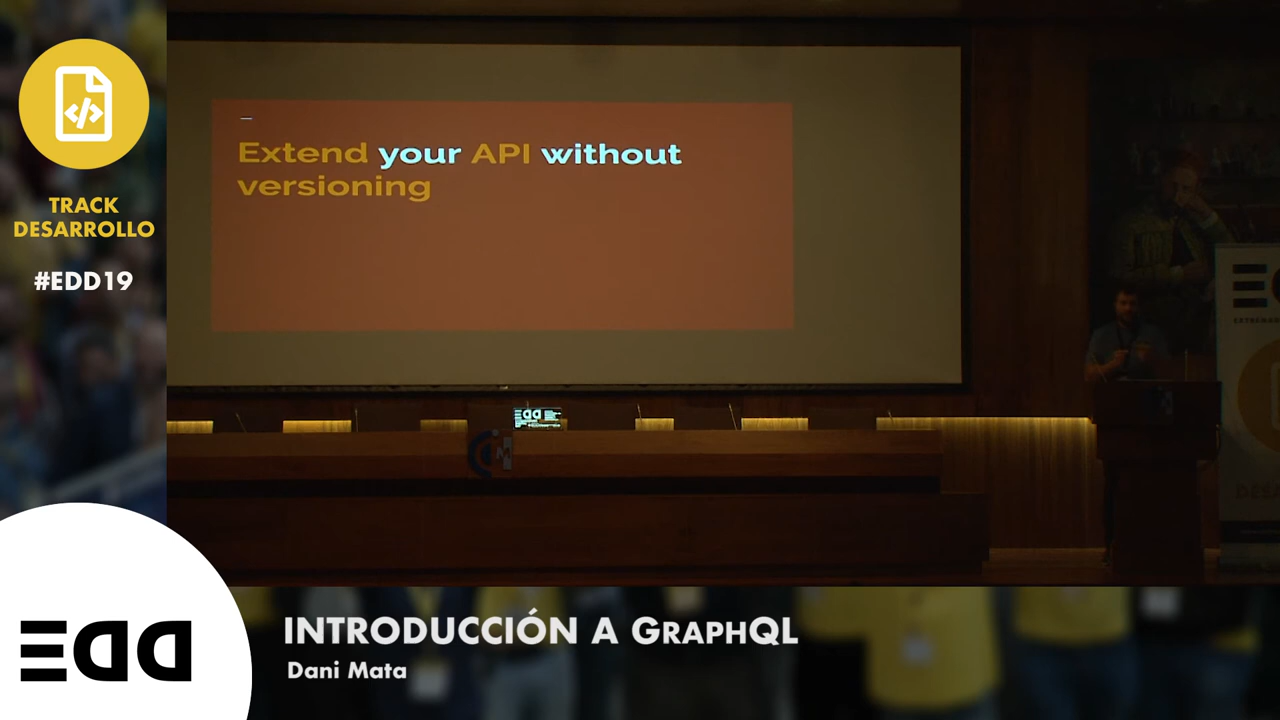 TRACK
DESARROLLO
#EDD19
Extend your API without
versioning
EDD
INTRODUCCIÓN A GRAPHQL
Dani Mata